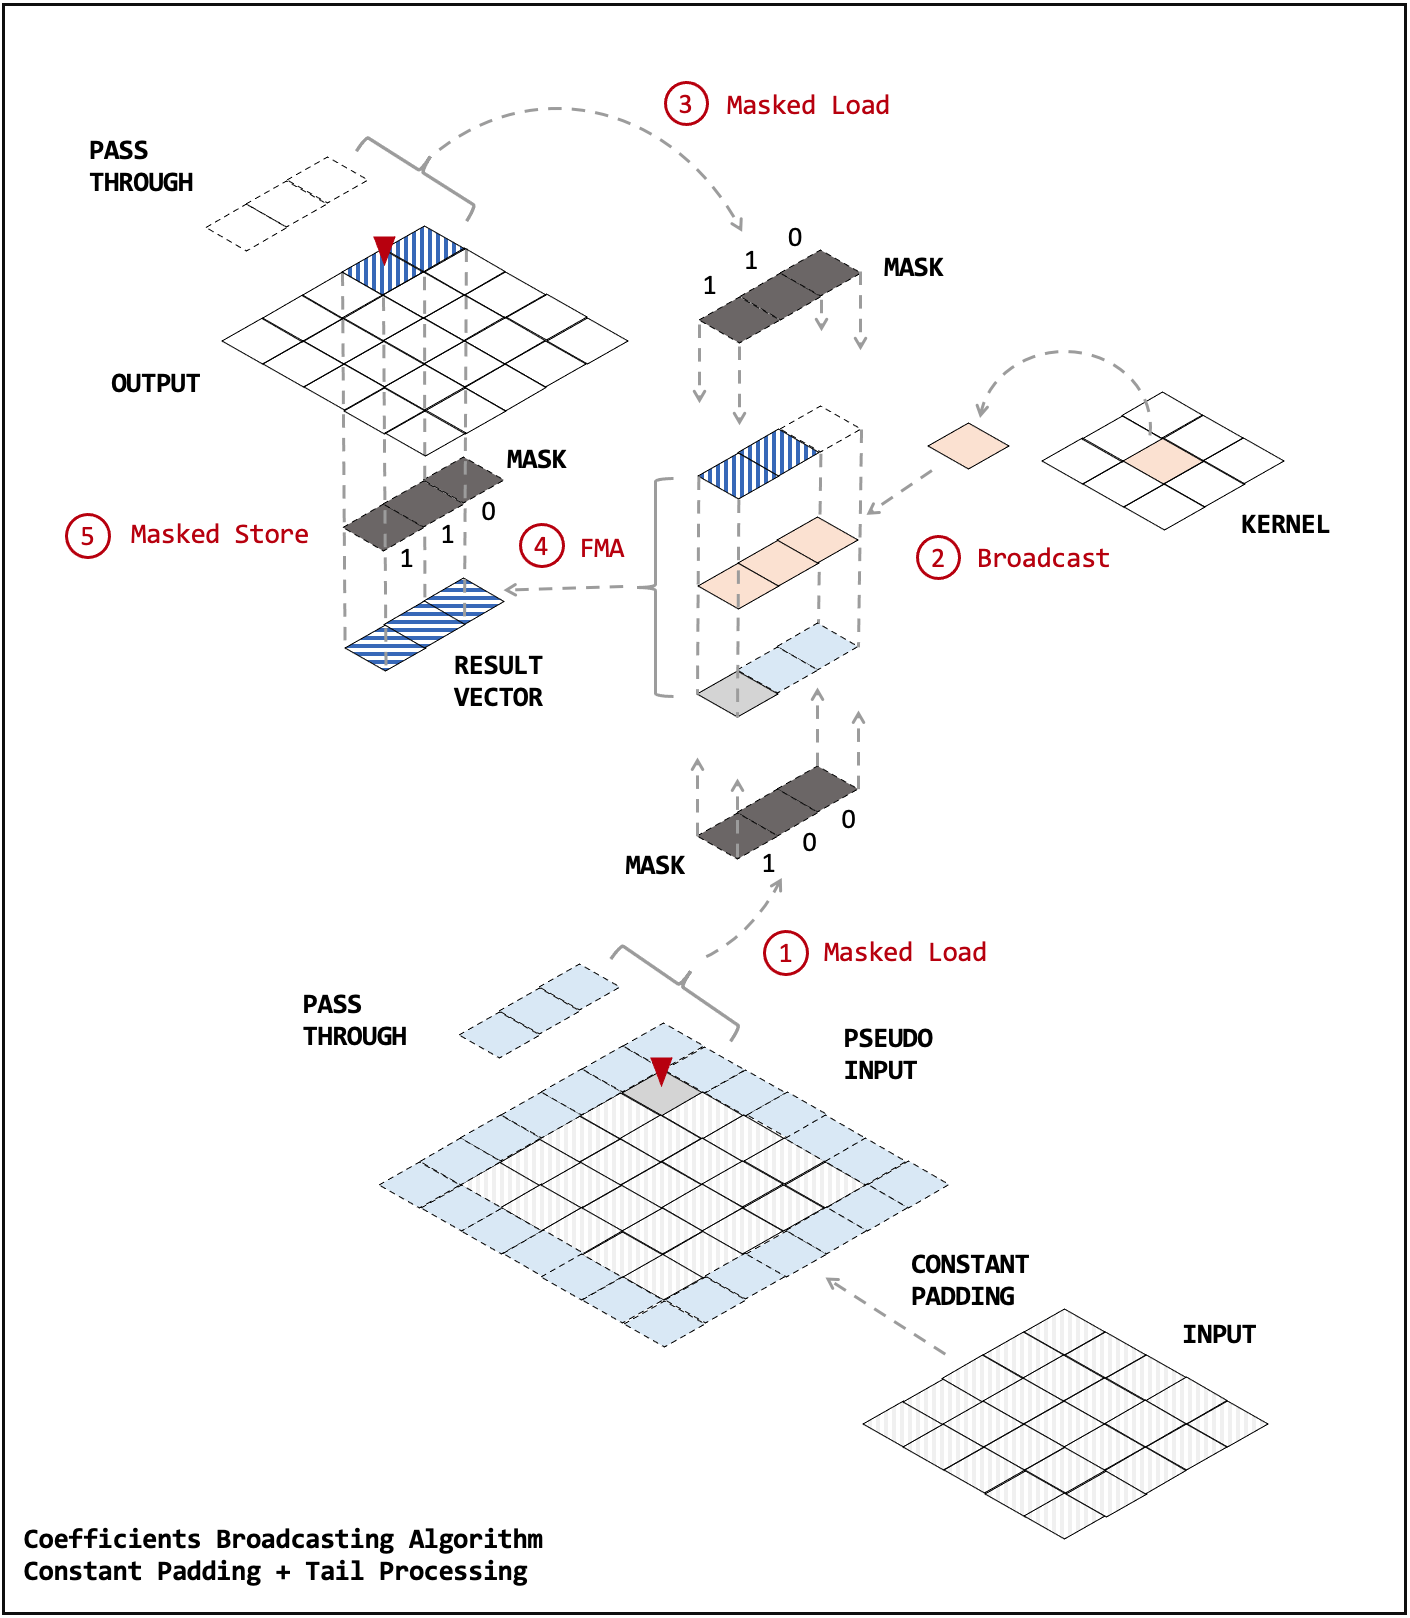 3 Masked Load
PASS
THROUGH
0
1
1
MASK
OUTPUT
MASK
0
1
1
5 Masked Store
4 FMA
KERNEL
2 Broadcast
RESULT
VECTOR
0
0
1
MASK
1 Masked Load
PASS
THROUGH
PSEUDO
INPUT
CONSTANT
PADDING
INPUT
Coefficients Broadcasting Algorithm
Constant Padding + Tail Processing